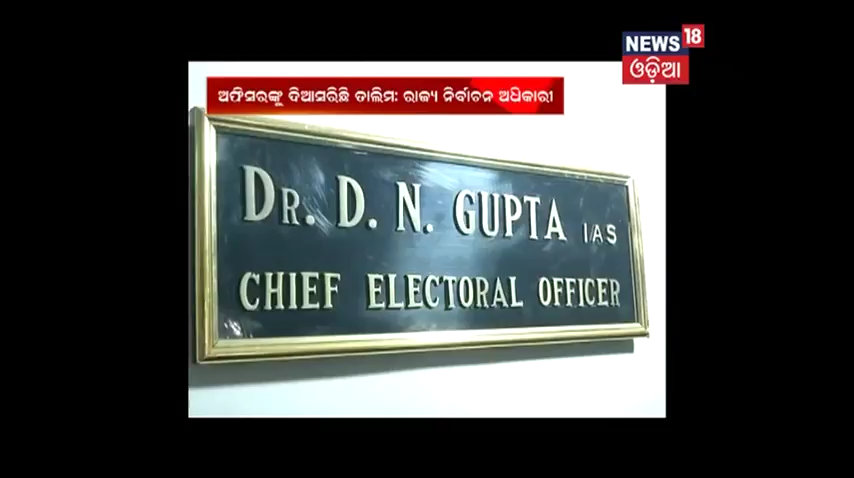 NEWS 18
ଓଡ଼ିଆ
ଅଫିସରଙ୍କୁ ଦିଆସରିଛି ତାଲିମ: ରାଜ୍ୟ ନିର୍ବାଚନ ଅଧିକାରୀ
DR. D. N. GUPTA IAS
CHIEF ELECTORAL OFFICER